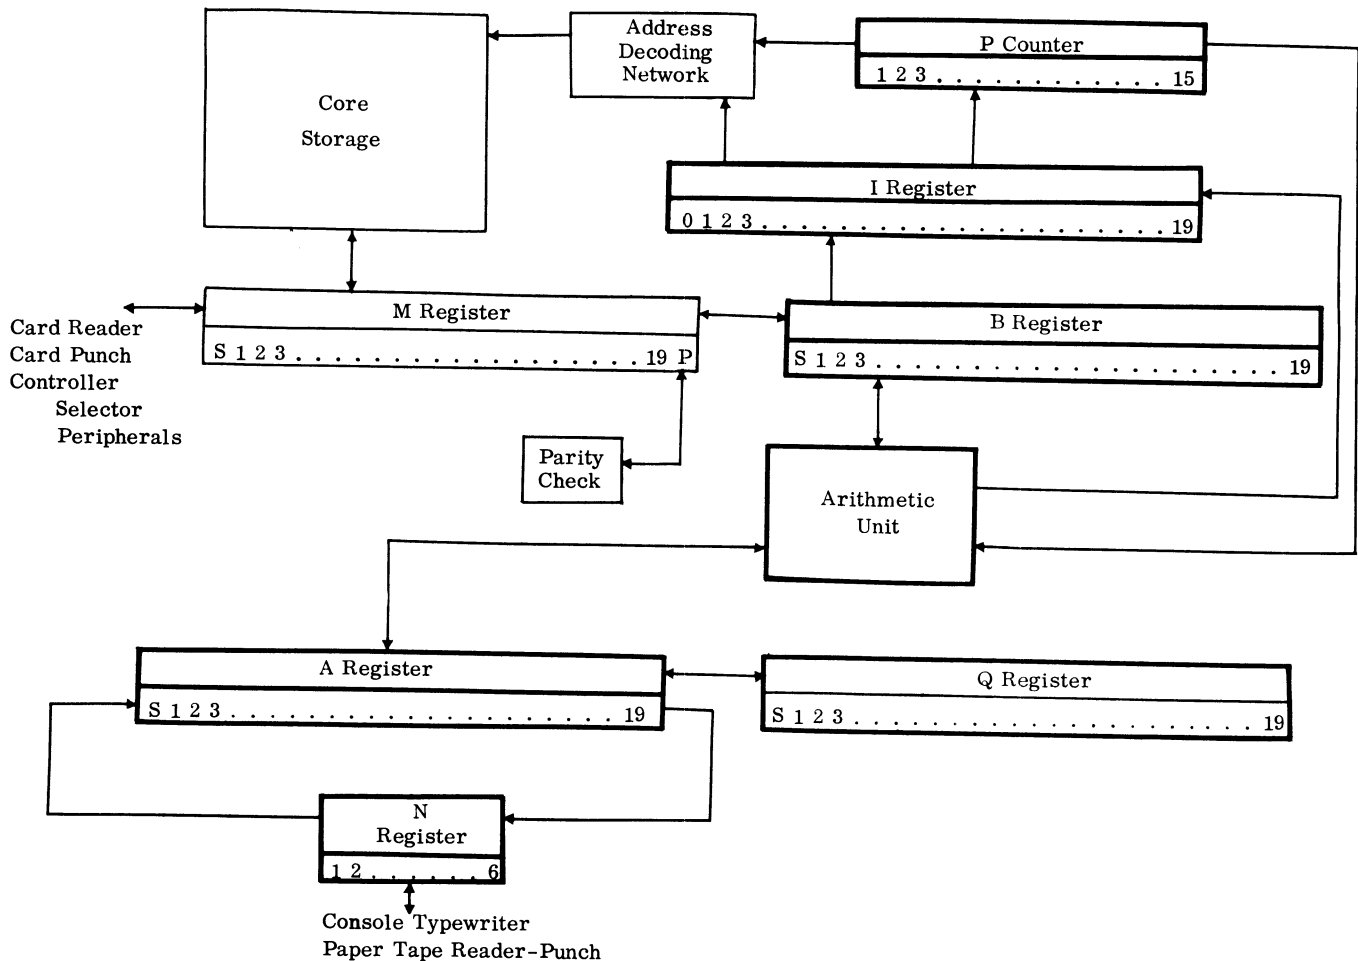 Address
Decoding
Network
P Counter
1 2 3 . . . . . . . . . . . . 15
Core
Storage
I Register
0 1 2 3 . . . . . . . . . . . . . . . . . . . . . 19
M Register
S 1 2 3 . . . . . . . . . . . . . . . . . . 19 P
B Register
S 1 2 3 . . . . . . . . . . . . . . . . . . . . 19
Card Reader
Card Punch
Controller
Selector
Peripherals
Parity
Check
Arithmetic
Unit
A Register
S 1 2 3 . . . . . . . . . . . . . . . . . . . . 19
Q Register
S 1 2 3 . . . . . . . . . . . . . . . . . . . . . 19
N
Register
1 2 . . . . . . 6
Console Typewriter
Paper Tape Reader-Punch